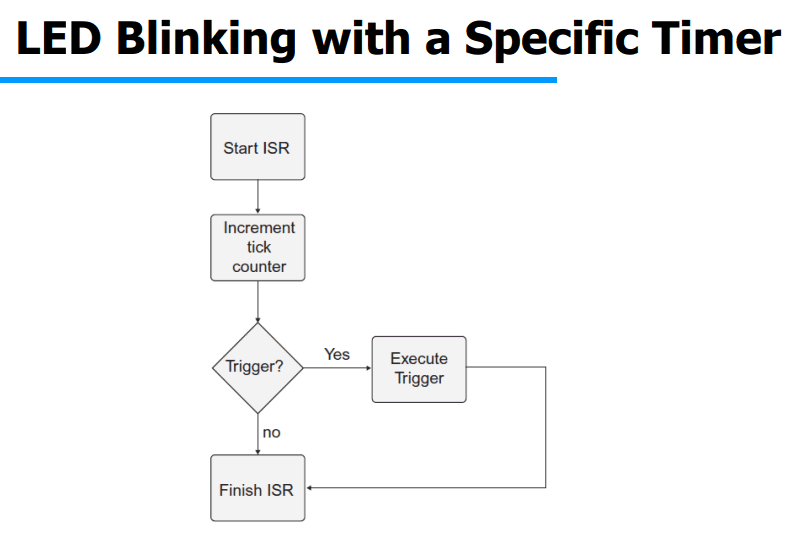 LED Blinking with a Specific Timer
Start ISR
Increment
tick
counter
Trigger?
Yes
Execute
Trigger
no
Finish ISR